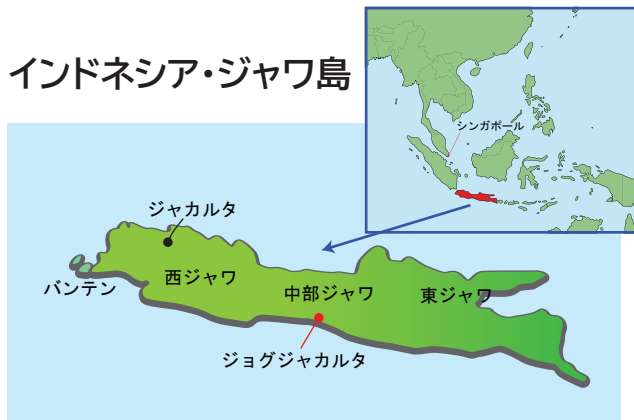 インドネシア・ジャワ島
シンガポール
ジャカルタ
バンテン
西ジャワ
中部ジャワ
東ジャワ
ジョグジャカルタ